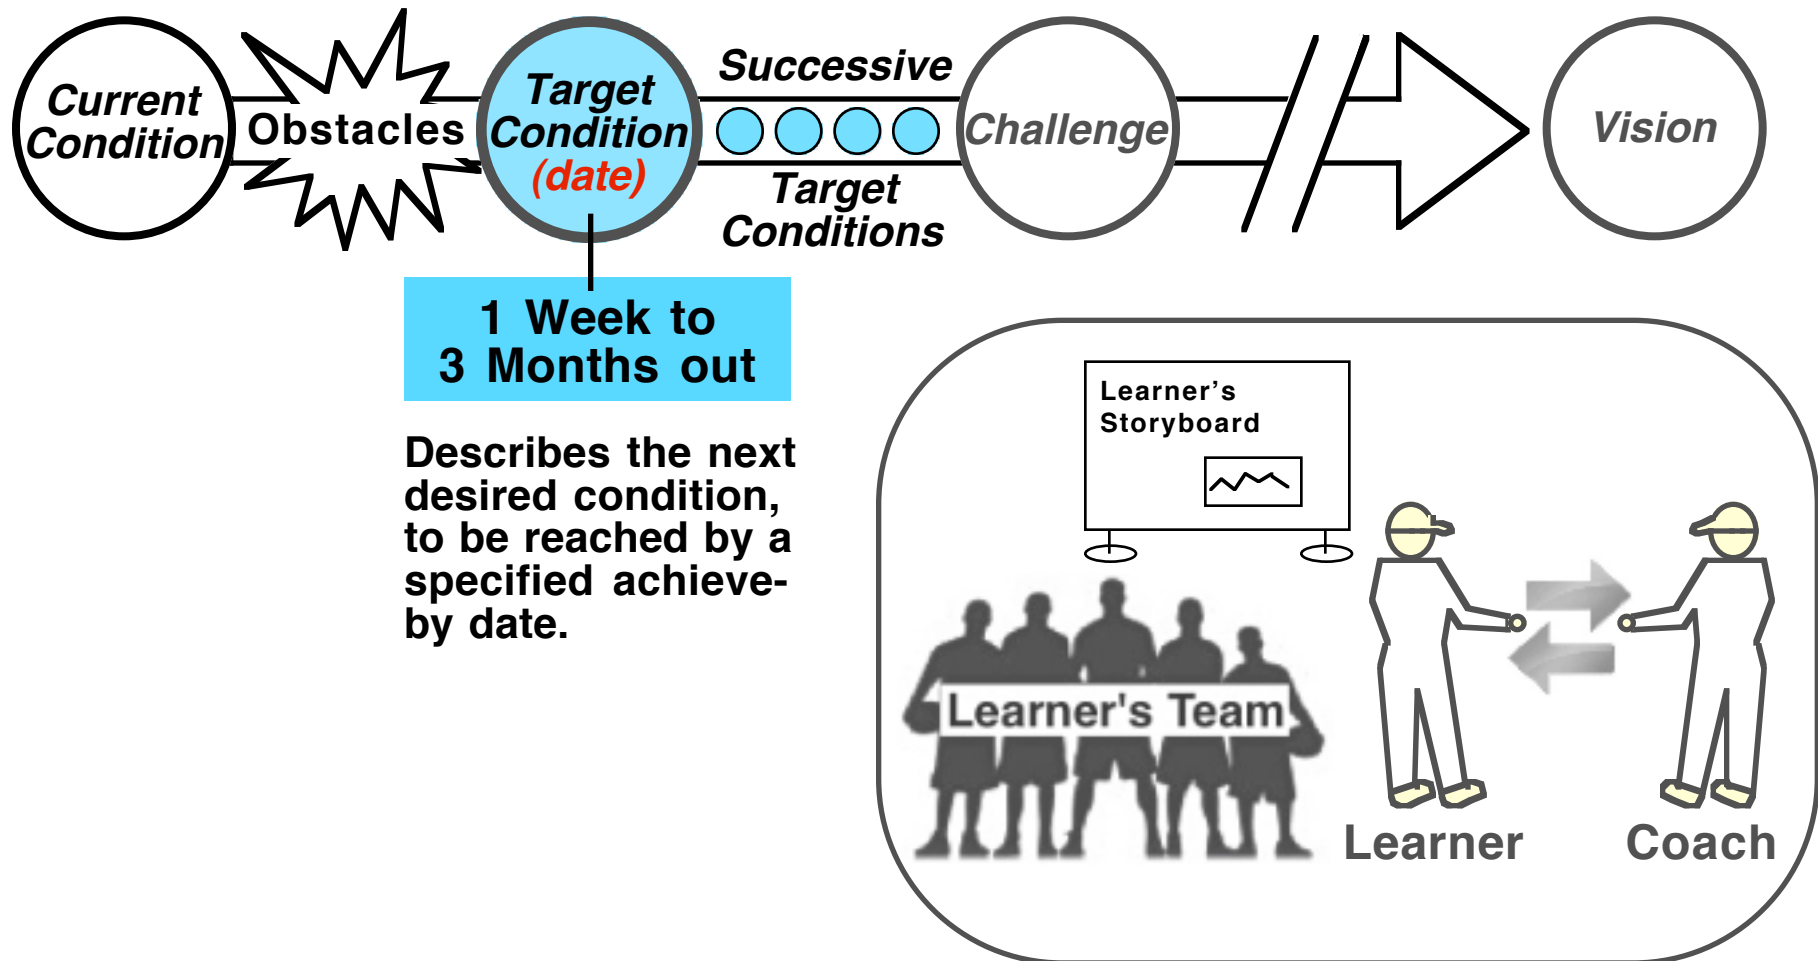 Current
Condition
Obstacles
Target
Condition
(date)
Successive
Target
Conditions
Challenge
Vision
1 Week to
3 Months out
Describes the next
desired condition,
to be reached by a
specified achieve-
by date.
Learner’s
Storyboard
Learner's Team
Learner
Coach